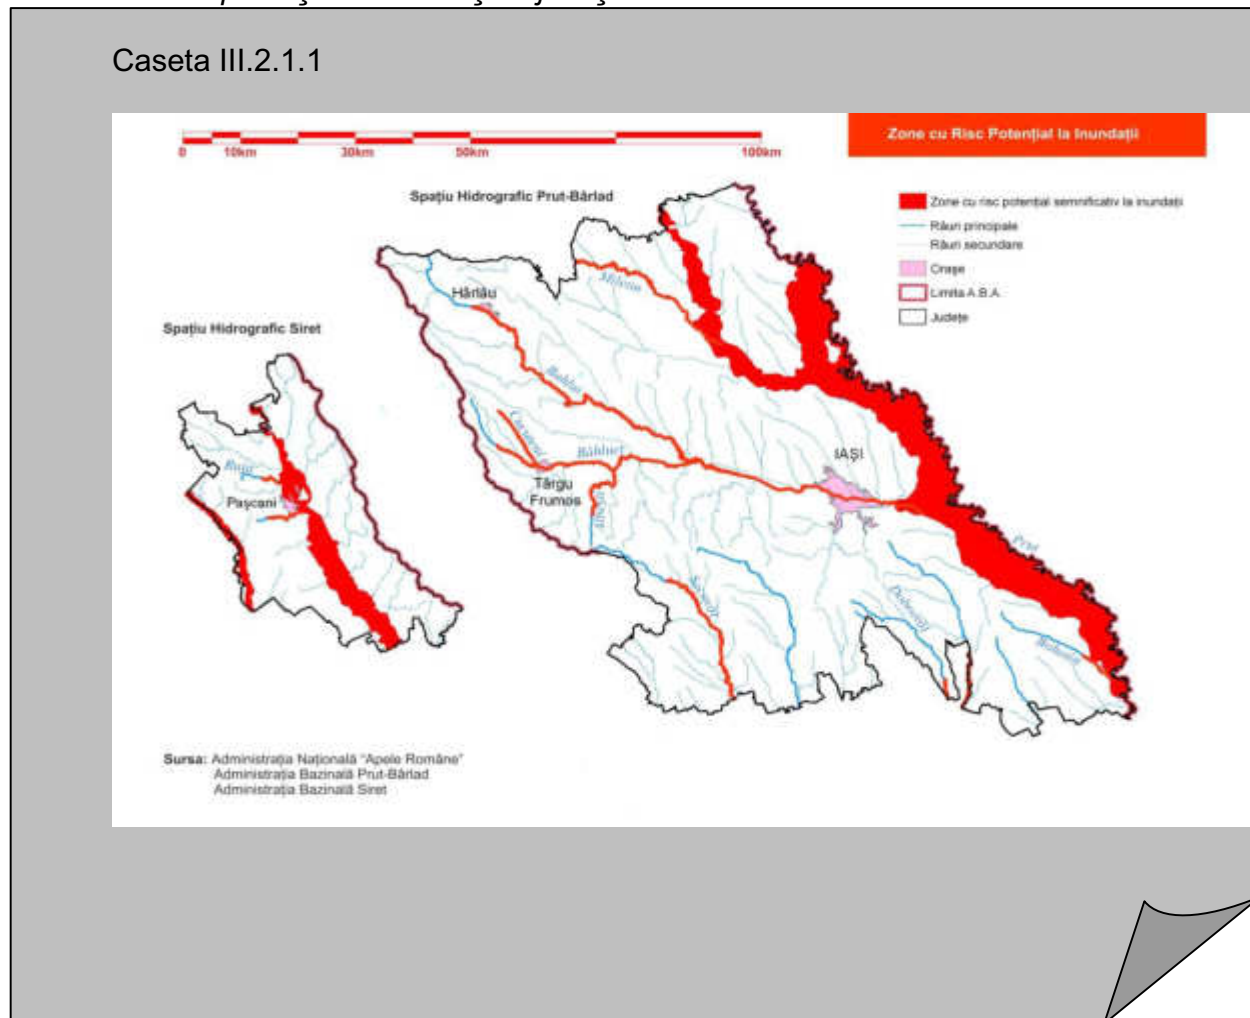 Caseta III.2.1.1
0 10km 30km 50km 100km
Zone cu Risc Potențial la Inundații
Spațiu Hidrografic Prut-Bârlad
Zone cu risc potențial semnificativ la inundații
Râuri principale
Râuri secundare
Orașe
Limita A.B.A.
Județe
Spațiu Hidrografic Siret
Hârlău
Miletin
Bahlui
Bahluieț
Târgu
Frumos
IAȘI
Pașcani
Prut
Sursa: Administrația Națională "Apele Române"
Administrația Bazinală Prut-Bârlad
Administrația Bazinală Siret